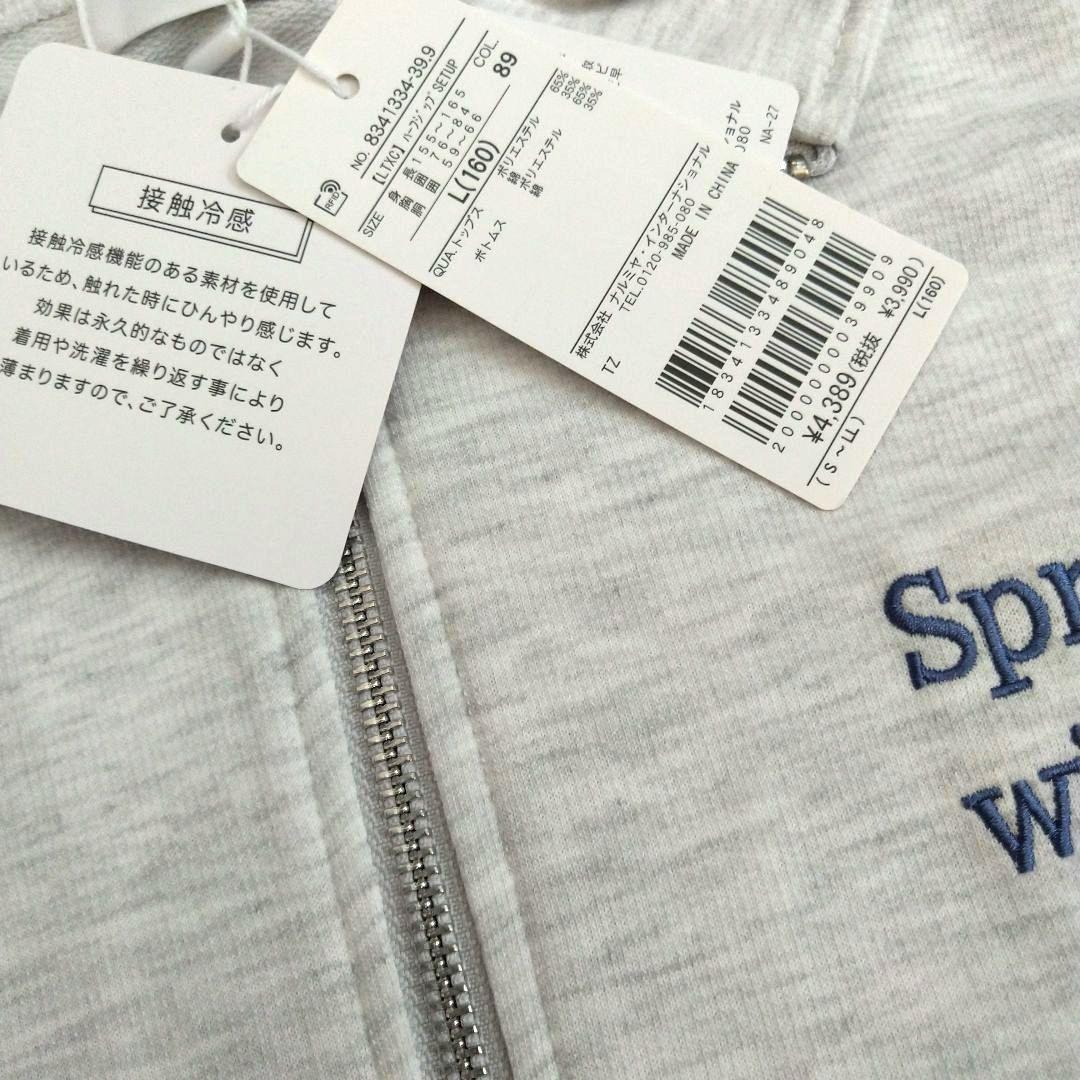 接触冷感
接触冷感機能のある素材を使用して
いるため、触れた時にひんやり感じます。
効果は永久的なものではなく
着用や洗濯を繰り返す事により
薄まりますので、ご了承ください。
RFID
NO. 8341334-39.9
【LTXC】ハーフジップSETUP
COL.
89
SIZE
身長 155~165
胸囲 76~84
胴囲 59~66
L(160)
QUA. トップス
ポリエステル 65%
綿 35%
ボトムス
ポリエステル 65%
綿 35%
株式会社 ナルミヤ・インターナショナル
TEL.0120-985-080
MADE IN CHINA
TZ
1834133489048
2000000039909
¥4,389(税抜 ¥3,990)
(S~LL)
L(160)
ショナル
080
NA-27
Spr
wi